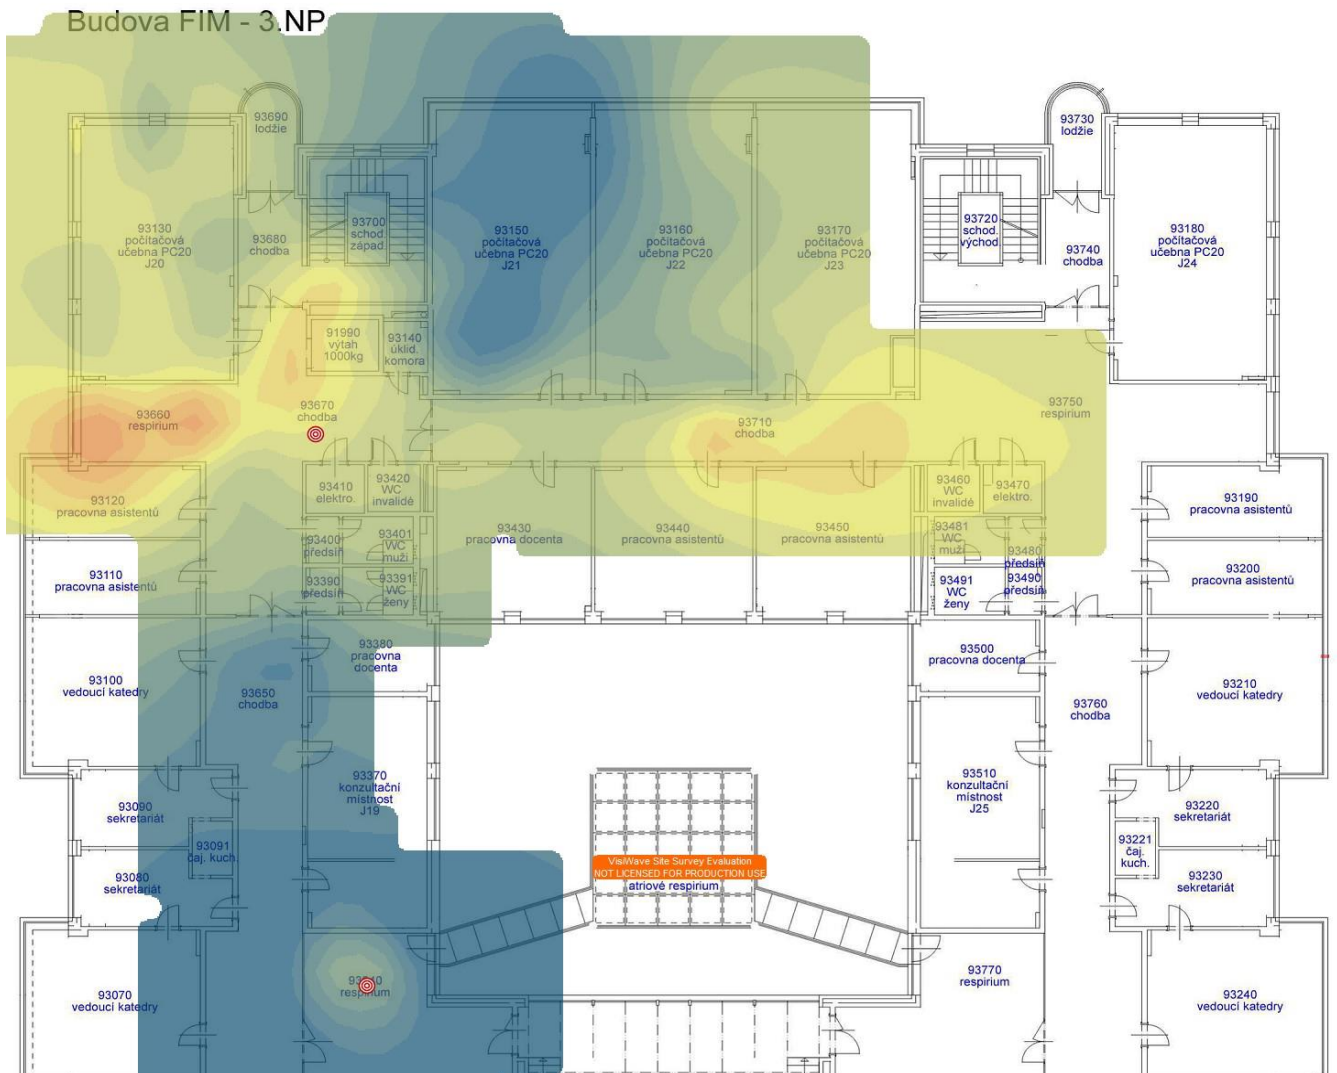 Budova FIM - 3.NP
93690
lodžie
93730
lodžie
93130
počítačová
učebna PC20
J20
93680
chodba
93700
schod.
západ.
93150
počítačová
učebna PC20
J21
93160
počítačová
učebna PC20
J22
93170
počítačová
učebna PC20
J23
93720
schod.
východ.
93740
chodba
93180
počítačová
učebna PC20
J24
91990
výtah
1000kg
93140
úklid.
komora
93660
respirium
93670
chodba
93710
chodba
93750
respirium
93120
pracovna asistentů
93410
elektro.
93420
WC
invalidé
93430
pracovna docenta
93440
pracovna asistentů
93450
pracovna asistentů
93460
WC
invalidé
93470
elektro.
93190
pracovna asistentů
93400
předsíň
93401
WC
muži
93481
WC
muži
93480
předsíň
93110
pracovna asistentů
93390
předsíň
93391
WC
ženy
93491
WC
ženy
93490
předsíň
93200
pracovna asistentů
93100
vedoucí katedry
93650
chodba
93380
pracovna
docenta
93500
pracovna docenta
93760
chodba
93210
vedoucí katedry
93370
konzultační
místnost
J19
93510
konzultační
místnost
J25
93090
sekretariát
93091
čaj. kuch.
93220
sekretariát
93221
čaj.
kuch.
VisiWave Site Survey Evaluation
NOT LICENSED FOR PRODUCTION USE
atriové respirium
93080
sekretariát
93230
sekretariát
93070
vedoucí katedry
respirium
93770
respirium
93240
vedoucí katedry